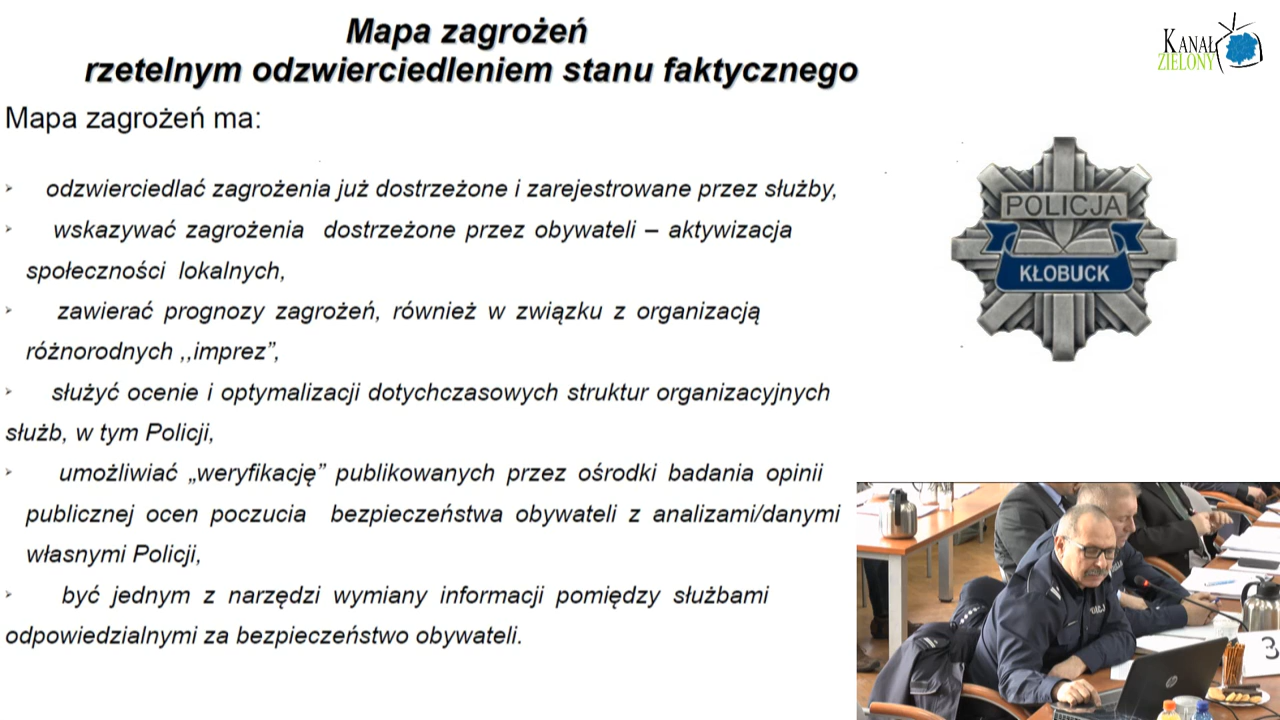 Mapa zagrożeń
rzetelnym odzwierciedleniem stanu faktycznego
KANAŁ
ZIELONY
Mapa zagrożeń ma:
➢ odzwierciedlać zagrożenia już dostrzeżone i zarejestrowane przez służby,
➢ wskazywać zagrożenia dostrzeżone przez obywateli – aktywizacja
społeczności lokalnych,
➢ zawierać prognozy zagrożeń, również w związku z organizacją
różnorodnych ,,imprez”,
➢ służyć ocenie i optymalizacji dotychczasowych struktur organizacyjnych
służb, w tym Policji,
➢ umożliwiać „weryfikację” publikowanych przez ośrodki badania opinii
publicznej ocen poczucia bezpieczeństwa obywateli z analizami/danymi
własnymi Policji,
➢ być jednym z narzędzi wymiany informacji pomiędzy służbami
odpowiedzialnymi za bezpieczeństwo obywateli.
POLICJA
KŁOBUCK
hp
3